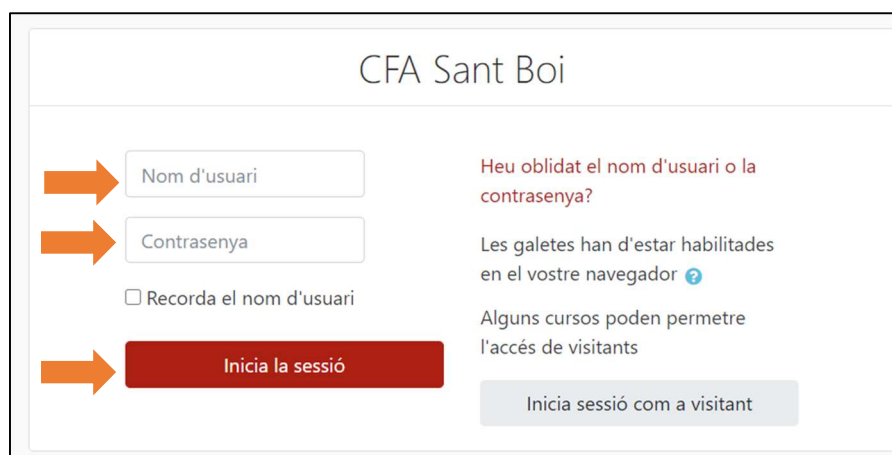 CFA Sant Boi
Nom d'usuari
Contrasenya
Recorda el nom d'usuari
Inicia la sessió
Heu oblidat el nom d'usuari o la
contrasenya?
Les galetes han d'estar habilitades
en el vostre navegador ?
Alguns cursos poden permetre
l'accés de visitants
Inicia sessió com a visitant